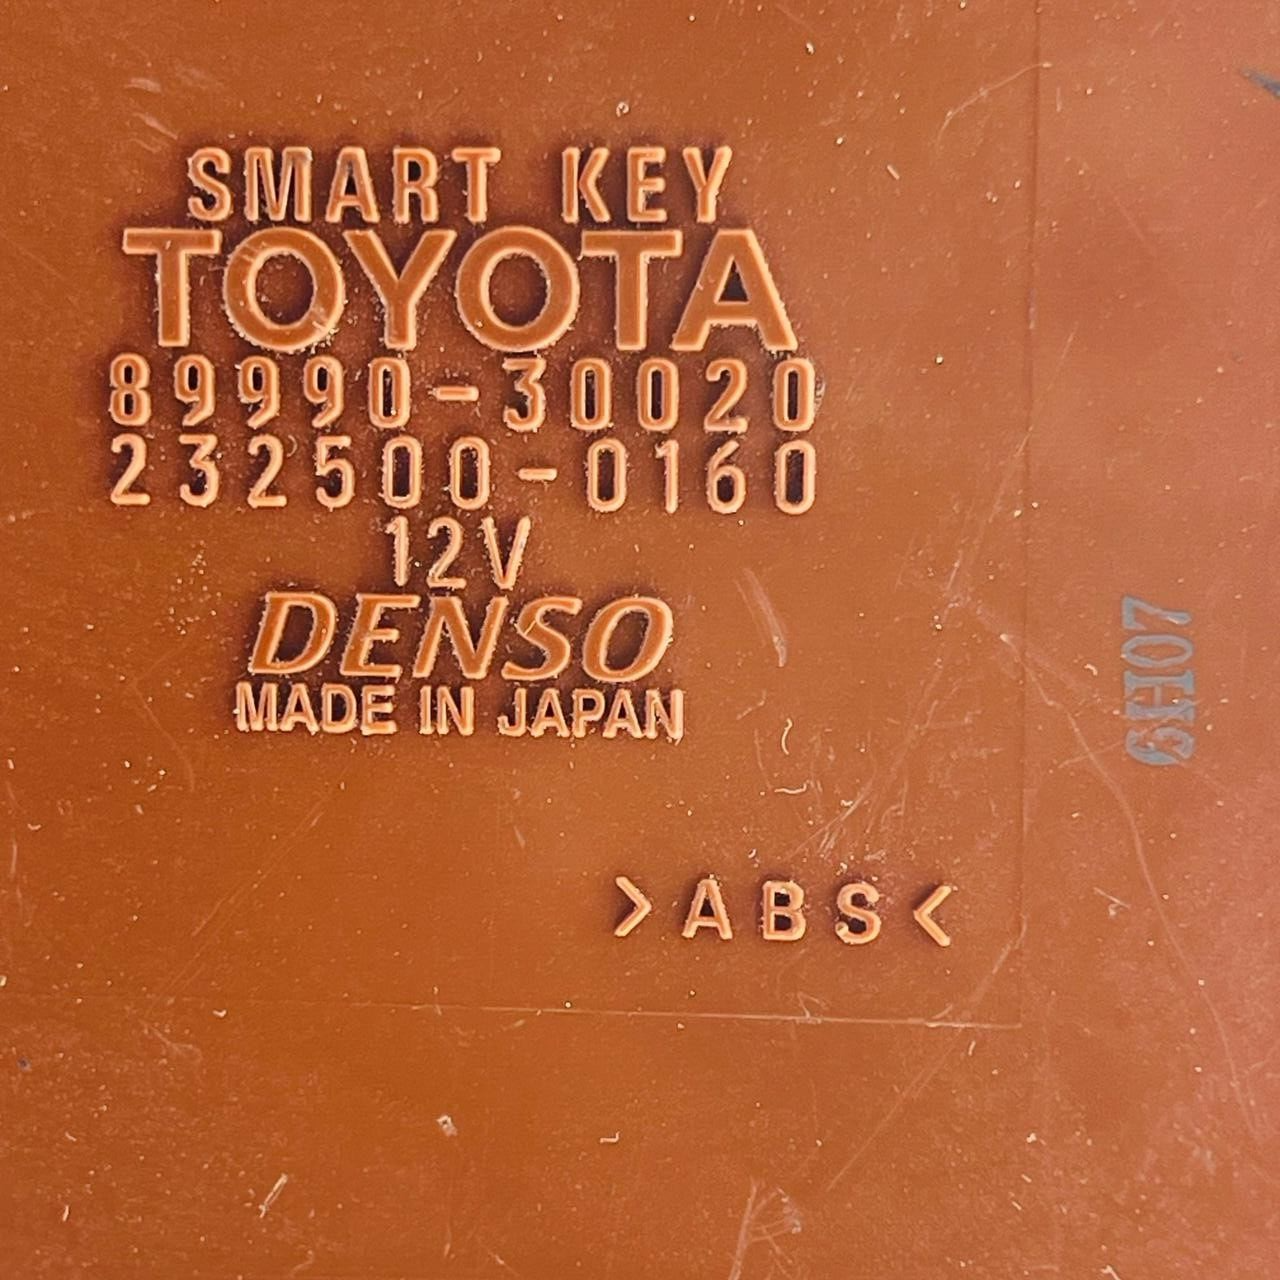 SMART KEY
TOYOTA
89990-30020
232500-0160
12V
DENSO
MADE IN JAPAN
>ABS<
6H07